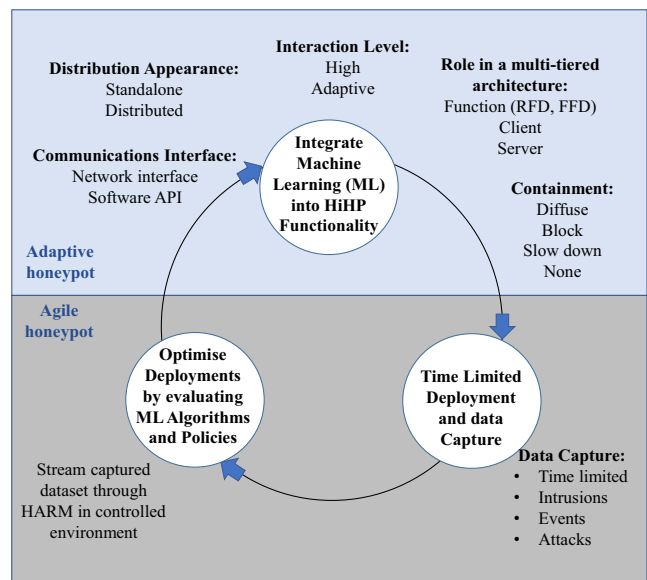 Interaction Level:
High
Adaptive
Distribution Appearance:
Standalone
Distributed
Role in a multi-tiered
architecture:
Function (RFD, FFD)
Client
Server
Communications Interface:
Network interface
Software API
Integrate
Machine
Learning (ML)
into HiHP
Functionality
Containment:
Diffuse
Block
Slow down
None
Adaptive
honeypot
Agile
honeypot
Optimise
Deployments
by evaluating
ML Algorithms
and Policies
Time Limited
Deployment
and data
Capture
Stream captured
dataset through
HARM in controlled
environment
Data Capture:
• Time limited
• Intrusions
• Events
• Attacks